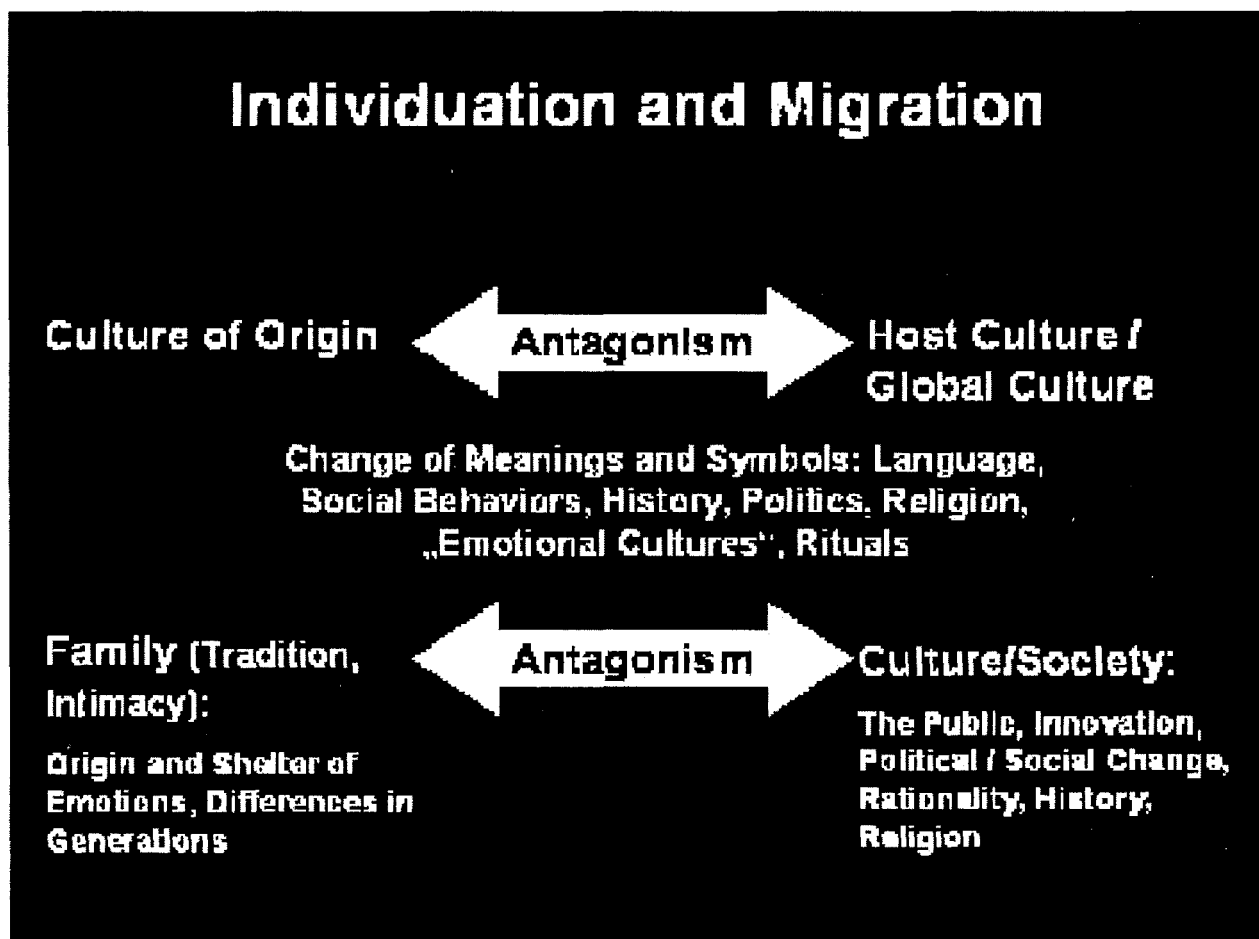 Individuation and Migration
Culture of Origin
Antagonism
Host Culture /
Global Culture
Change of Meanings and Symbols: Language,
Social Behaviors, History, Politics, Religion,
„Emotional Cultures“, Rituals
Family (Tradition,
Intimacy):
Origin and Shelter of
Emotions, Differences in
Generations
Antagonism
Culture/Society:
The Public, Innovation,
Political / Social Change,
Rationality, History,
Religion